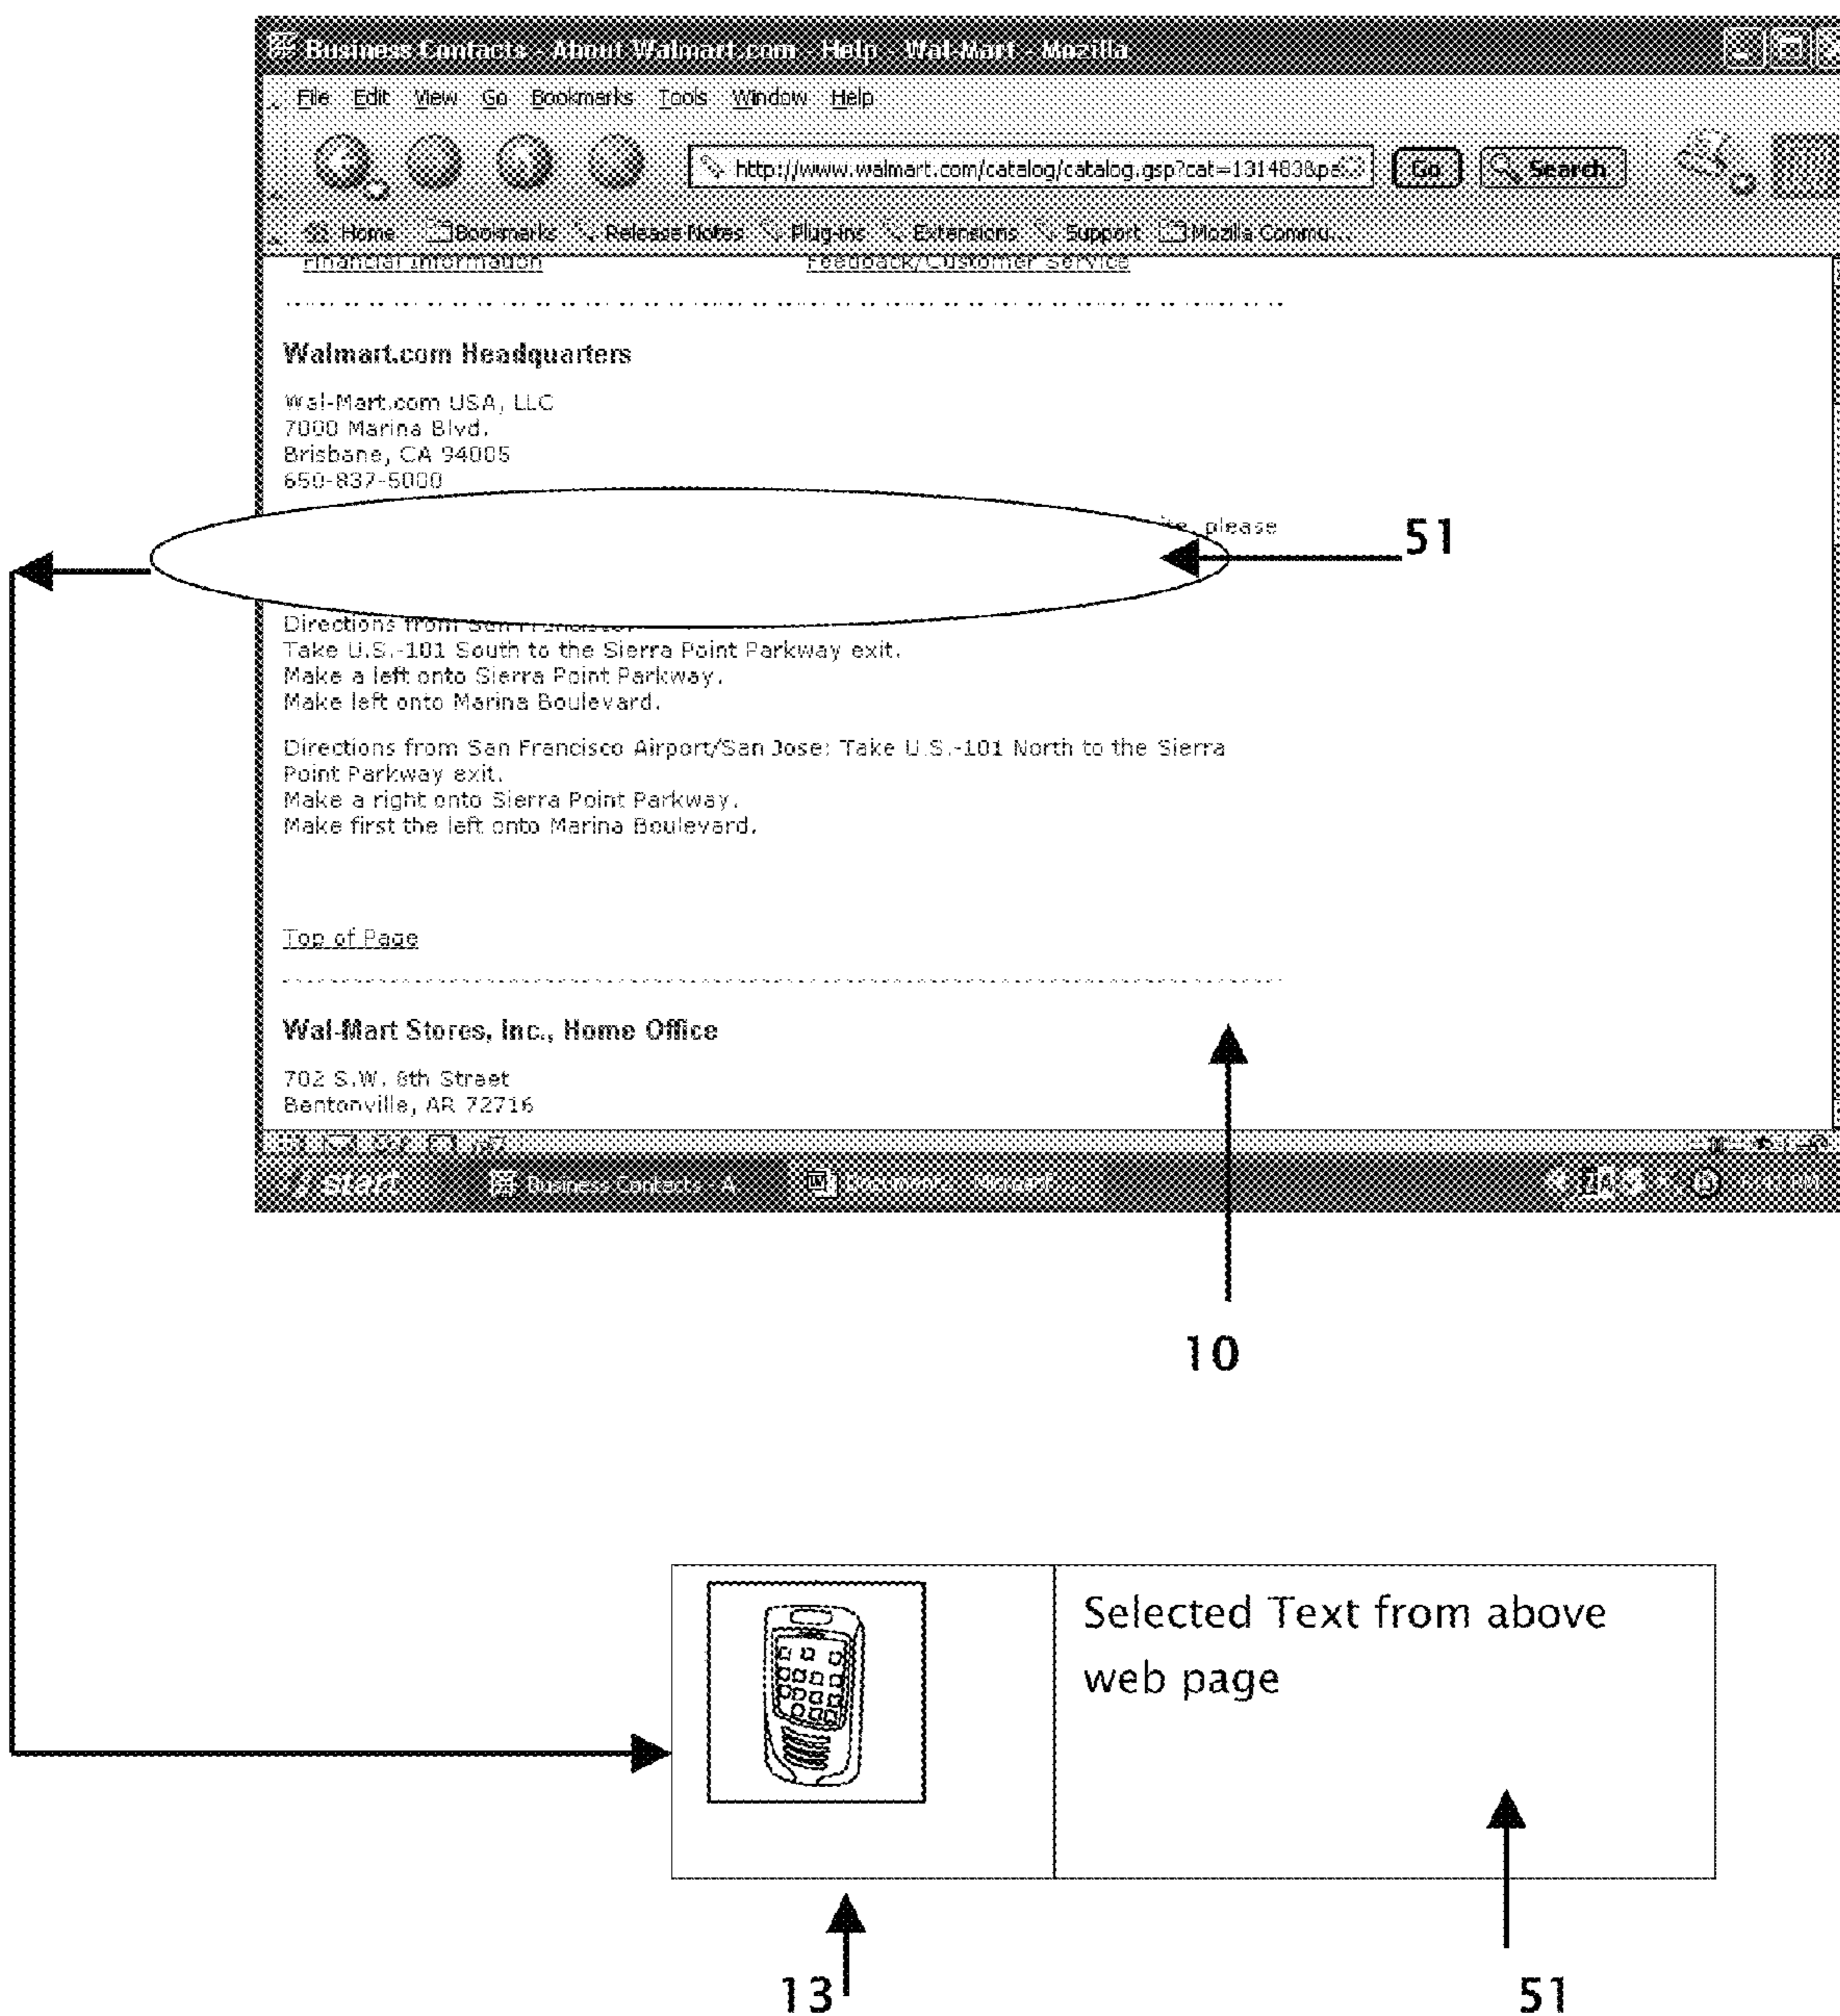 Business Contacts - About Walmart.com - Help - Wal-Mart - Mozilla
File Edit View Go Bookmarks Tools Window Help
http://www.walmart.com/catalog/catalog.gsp?cat=131483&pa
Go
Search
Home Bookmarks Release Notes Plug-ins Extensions Support Mozilla Commu...
Financial Information Feedback/Customer Service
Walmart.com Headquarters
Wal-Mart.com USA, LLC
7000 Marina Blvd.
Brisbane, CA 94005
650-837-5000
please
51
Directions from San
Take U.S.-101 South to the Sierra Point Parkway exit.
Make a left onto Sierra Point Parkway.
Make left onto Marina Boulevard.
Directions from San Francisco Airport/San Jose: Take U.S.-101 North to the Sierra
Point Parkway exit.
Make a right onto Sierra Point Parkway.
Make first the left onto Marina Boulevard.
Top of Page
Wal-Mart Stores, Inc., Home Office
702 S.W. 8th Street
Bentonville, AR 72716
start Business Contacts - A
10
Selected Text from above
web page
13
51